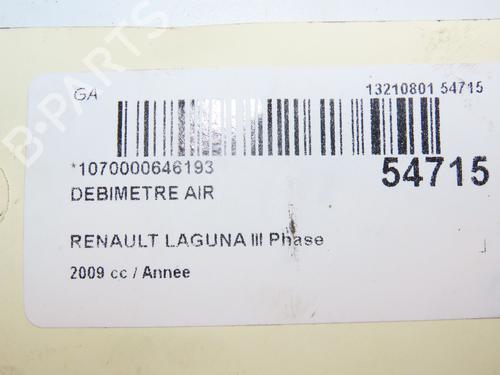 GA
13210801 54715
*1070000646193
54715
DEBIMETRE AIR
RENAULT LAGUNA III Phase
2009 cc / Annee
B-PARTS